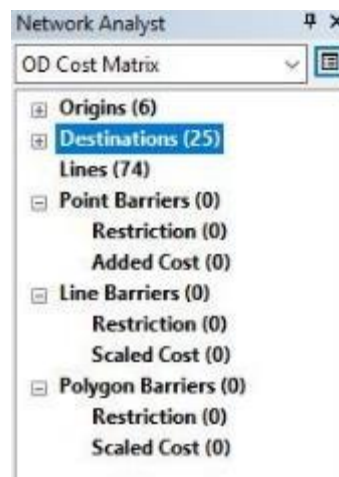 Network Analyst
OD Cost Matrix
Origins (6)
Destinations (25)
Lines (74)
Point Barriers (0)
Restriction (0)
Added Cost (0)
Line Barriers (0)
Restriction (0)
Scaled Cost (0)
Polygon Barriers (0)
Restriction (0)
Scaled Cost (0)